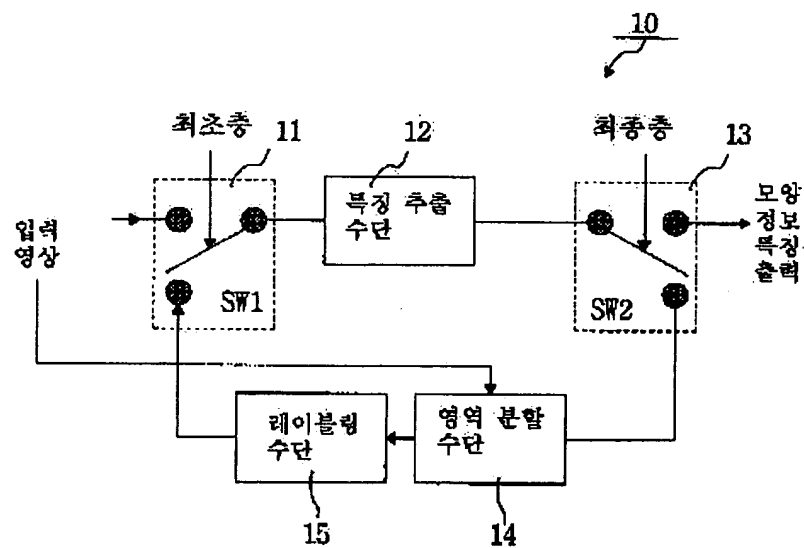 10
최초층
11
12
최종층
13
특징 추출
수단
모양
정보
특징
출력
입력
영상
SW1
SW2
레이블링
수단
영역 분할
수단
15
14